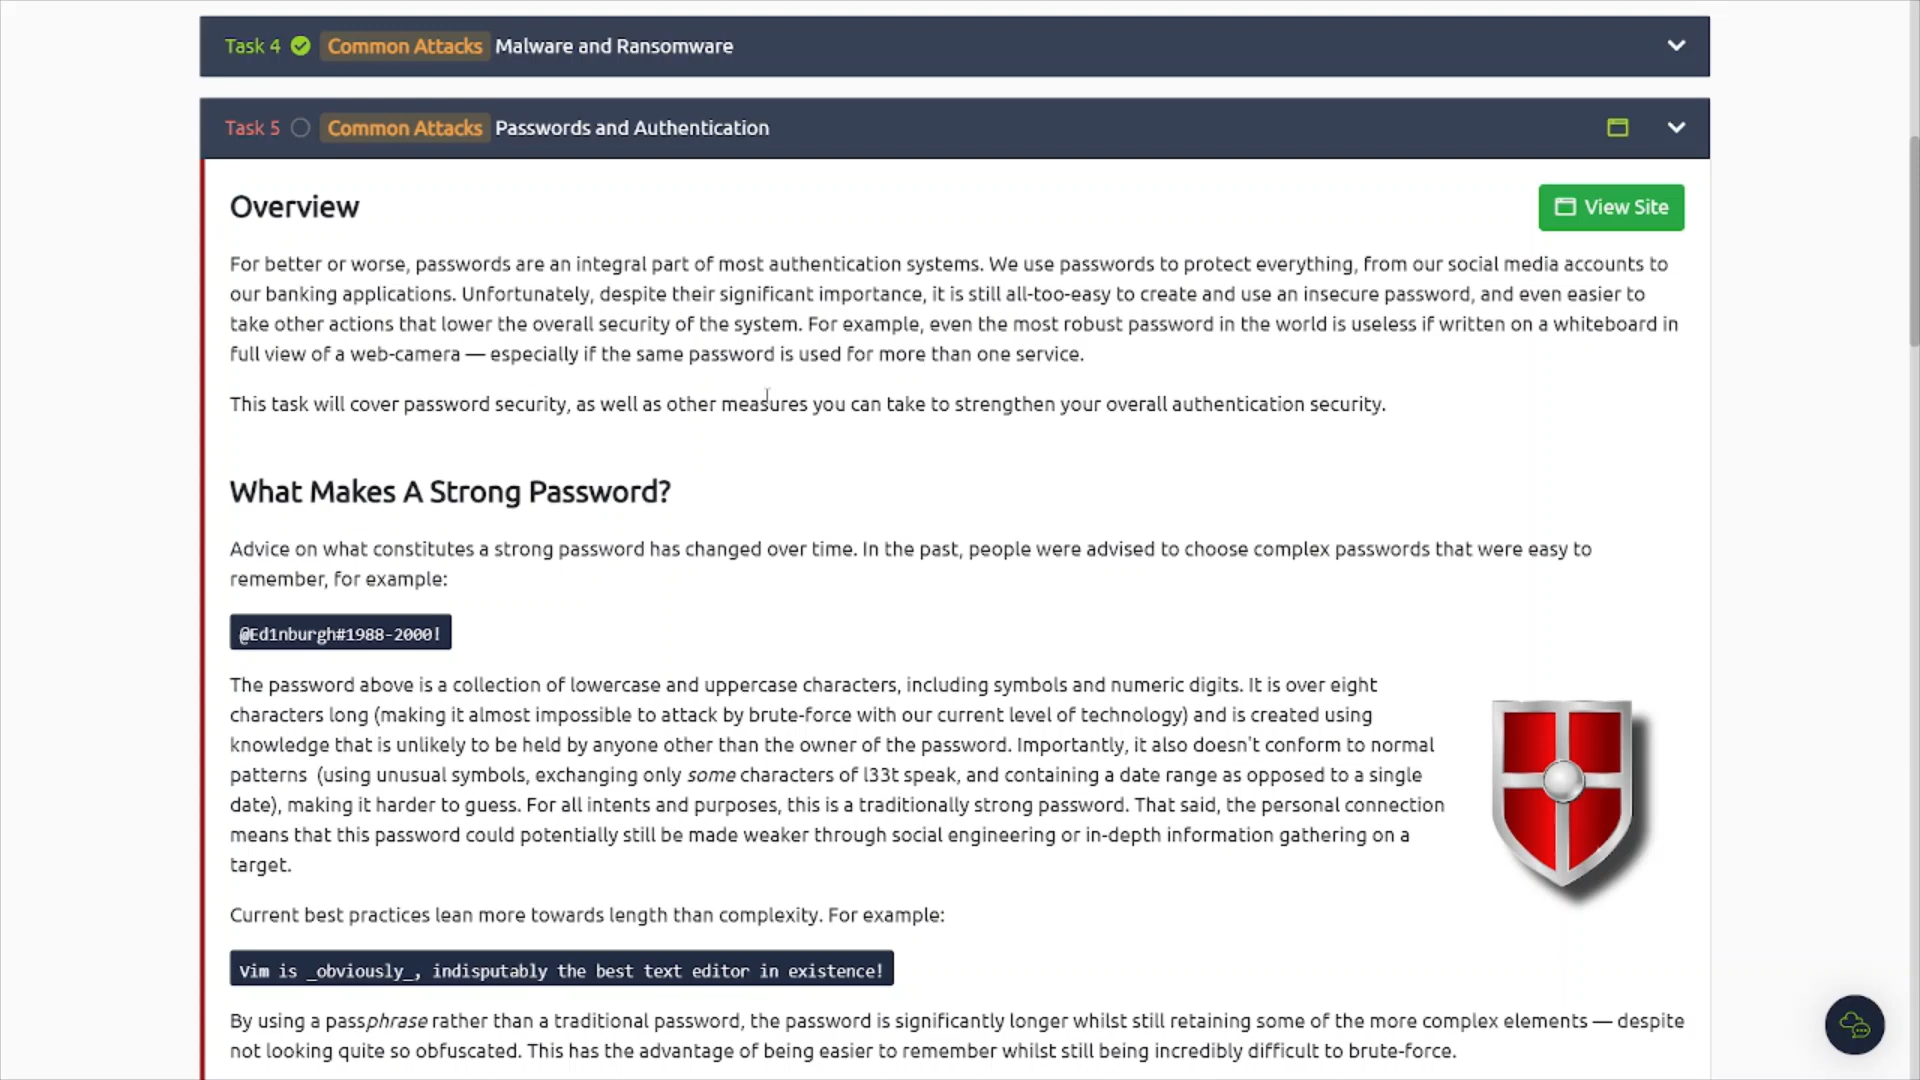 Task 4 Common Attacks Malware and Ransomware
Task 5 Common Attacks Passwords and Authentication
Overview
View Site
For better or worse, passwords are an integral part of most authentication systems. We use passwords to protect everything, from our social media accounts to
our banking applications. Unfortunately, despite their significant importance, it is still all-too-easy to create and use an insecure password, and even easier to
take other actions that lower the overall security of the system. For example, even the most robust password in the world is useless if written on a whiteboard in
full view of a web-camera — especially if the same password is used for more than one service.
This task will cover password security, as well as other measures you can take to strengthen your overall authentication security.
What Makes A Strong Password?
Advice on what constitutes a strong password has changed over time. In the past, people were advised to choose complex passwords that were easy to
remember, for example:
@Ed1nburgh#1988-2000!
The password above is a collection of lowercase and uppercase characters, including symbols and numeric digits. It is over eight
characters long (making it almost impossible to attack by brute-force with our current level of technology) and is created using
knowledge that is unlikely to be held by anyone other than the owner of the password. Importantly, it also doesn't conform to normal
patterns (using unusual symbols, exchanging only some characters of l33t speak, and containing a date range as opposed to a single
date), making it harder to guess. For all intents and purposes, this is a traditionally strong password. That said, the personal connection
means that this password could potentially still be made weaker through social engineering or in-depth information gathering on a
target.
Current best practices lean more towards length than complexity. For example:
Vim is _obviously_, indisputably the best text editor in existence!
By using a passphrase rather than a traditional password, the password is significantly longer whilst still retaining some of the more complex elements — despite
not looking quite so obfuscated. This has the advantage of being easier to remember whilst still being incredibly difficult to brute-force.